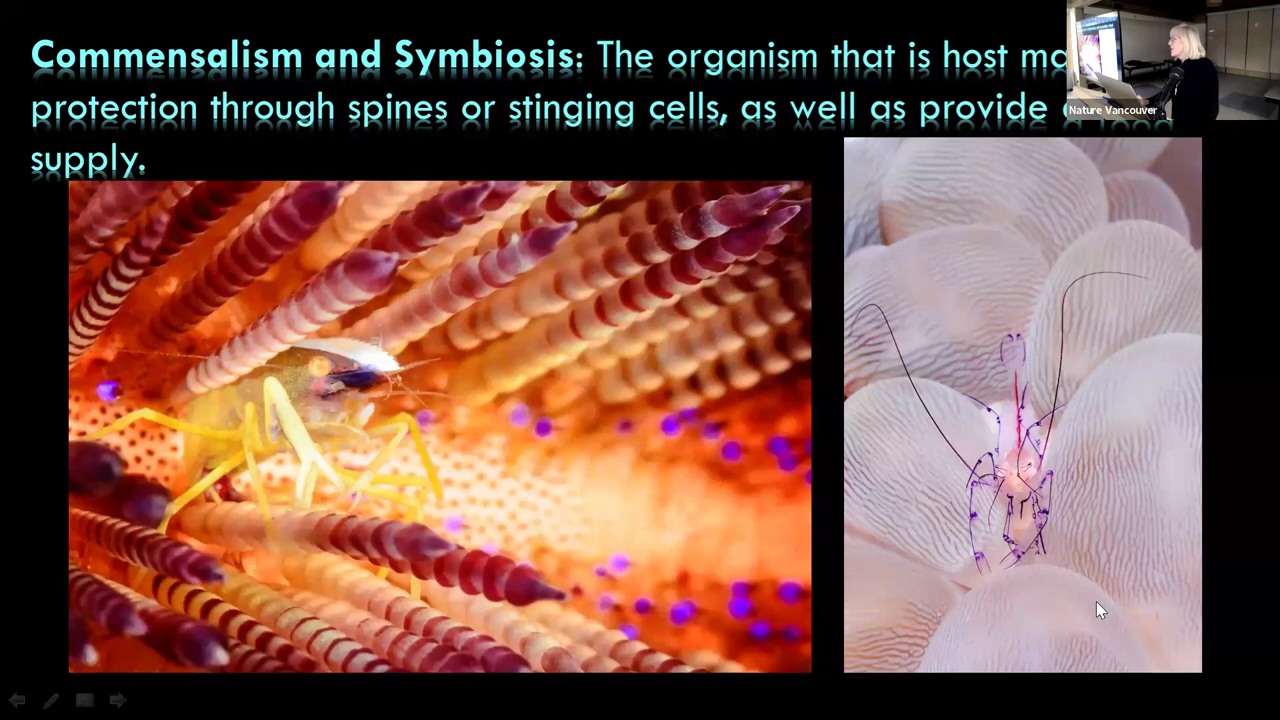 Commensalism and Symbiosis: The organism that is host
protection through spines or stinging cells, as well as provide
supply.
Nature Vancouver